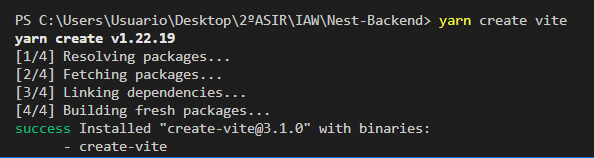 PS C:\Users\Usuario\Desktop\2ºASIR\IAW\Nest-Backend> yarn create vite
yarn create v1.22.19
[1/4] Resolving packages...
[2/4] Fetching packages...
[3/4] Linking dependencies...
[4/4] Building fresh packages...
success Installed "create-vite@3.1.0" with binaries:
- create-vite